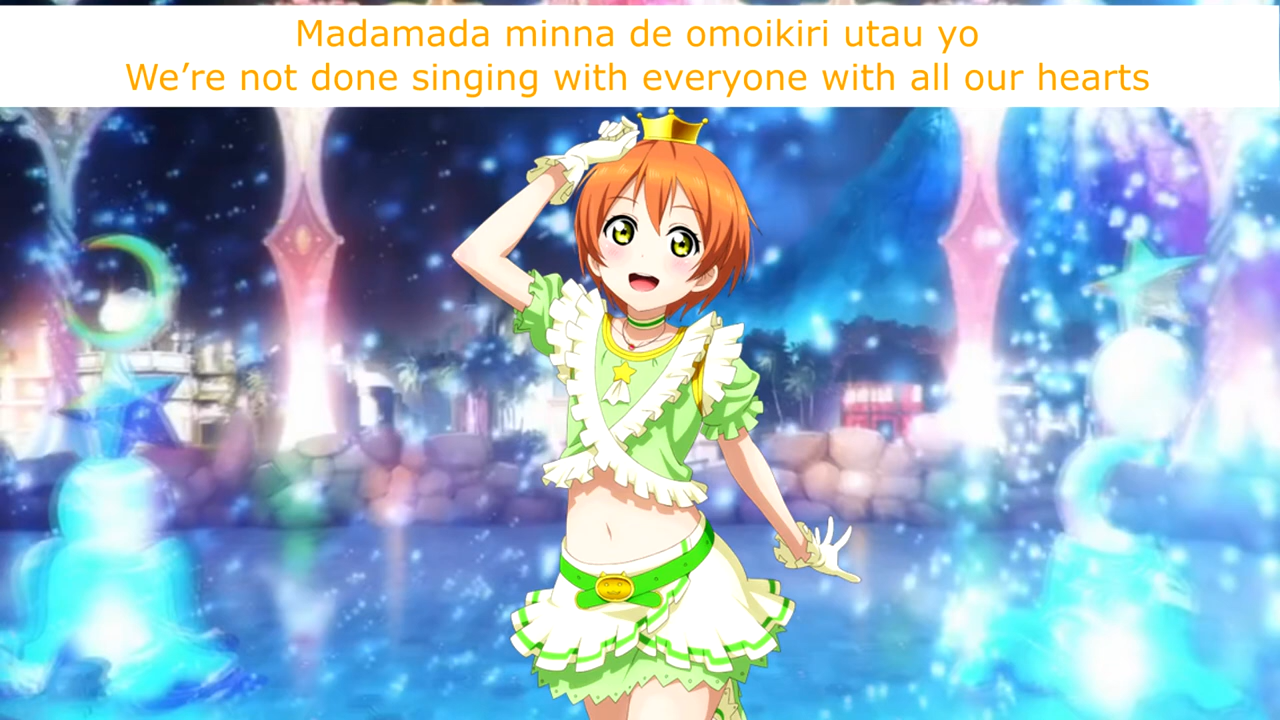 Madamada minna de omoikiri utau yo
We’re not done singing with everyone with all our hearts